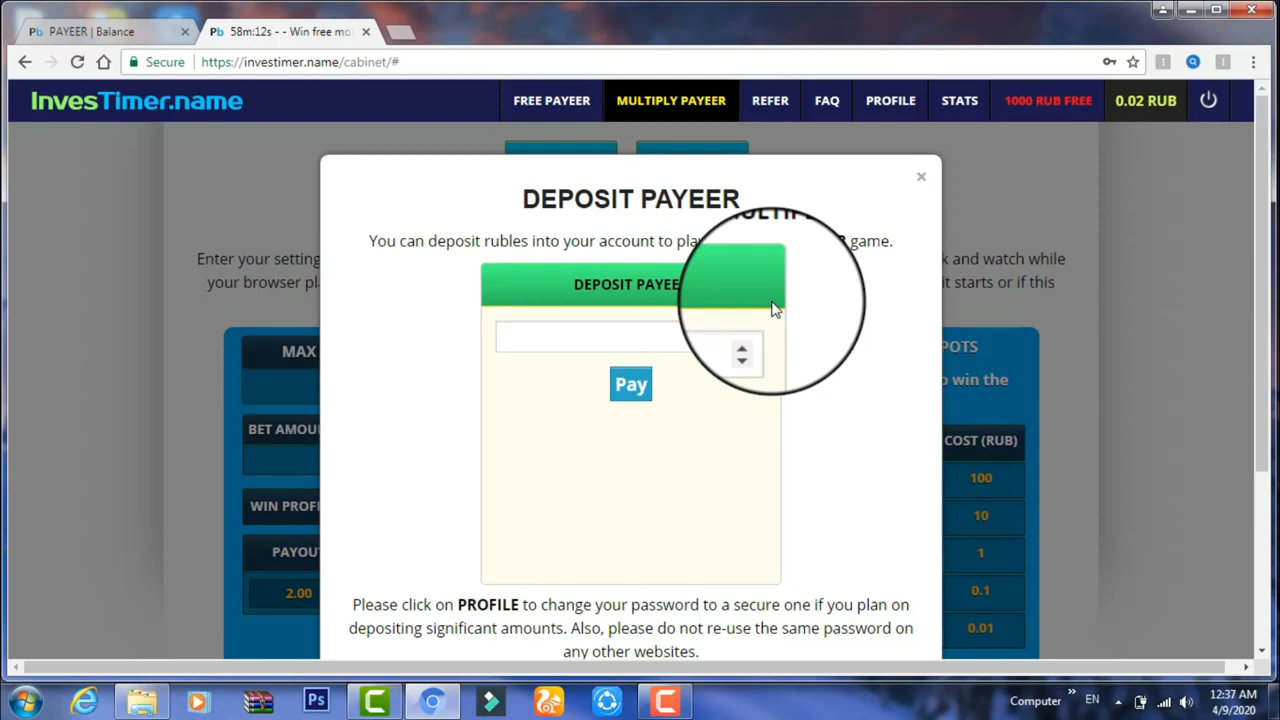 PAYEER | Balance
58m:12s - - Win free mo
Secure
https://investimer.name/cabinet/#
InvesTimer.name
FREE PAYEER
MULTIPLY PAYEER
REFER
FAQ
PROFILE
STATS
1000 RUB FREE
0.02 RUB
DEPOSIT PAYEER
You can deposit rubles into your account to pla
game.
Enter your setting
k and watch while
your browser pl
it starts or if this
DEPOSIT PAYEE
MAX
POTS
o win the
Pay
BET AMOU
COST (RUB)
100
WIN PROFI
10
PAYOU
1
2.00
0.1
0.01
Please click on PROFILE to change your password to a secure one if you plan on
depositing significant amounts. Also, please do not re-use the same password on
any other websites.
Ps
Computer
EN
12:37 AM
4/9/2020